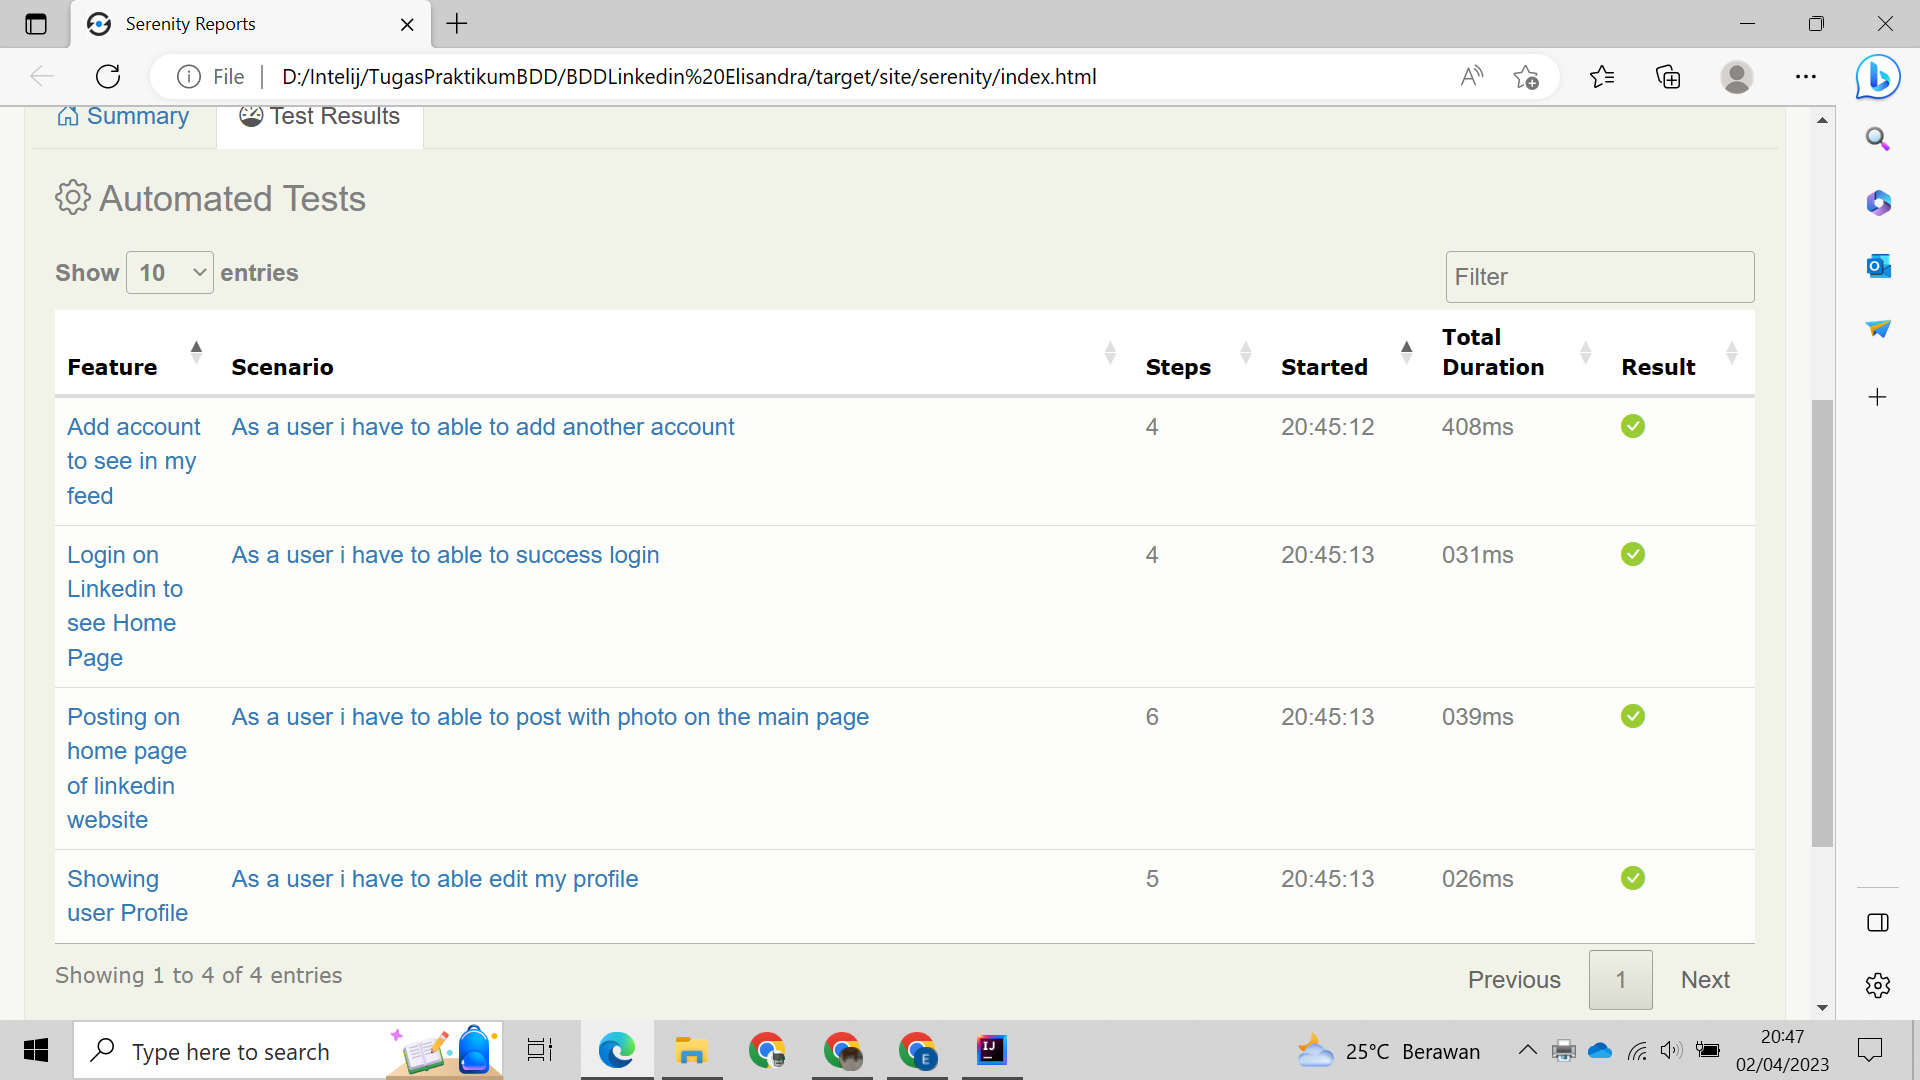 Serenity Reports
File
D:/Intelij/TugasPraktikumBDD/BDDLinkedin%20Elisandra/target/site/serenity/index.html
Summary
Test Results
Automated Tests
Show 10 entries
Filter
Feature Scenario Steps Started Total Duration Result
Add account to see in my feed
As a user i have to able to add another account
4 20:45:12 408ms
Login on Linkedin to see Home Page
As a user i have to able to success login
4 20:45:13 031ms
Posting on home page of linkedin website
As a user i have to able to post with photo on the main page
6 20:45:13 039ms
Showing user Profile
As a user i have to able edit my profile
5 20:45:13 026ms
Showing 1 to 4 of 4 entries
Previous 1 Next
Type here to search
25°C Berawan
20:47
02/04/2023